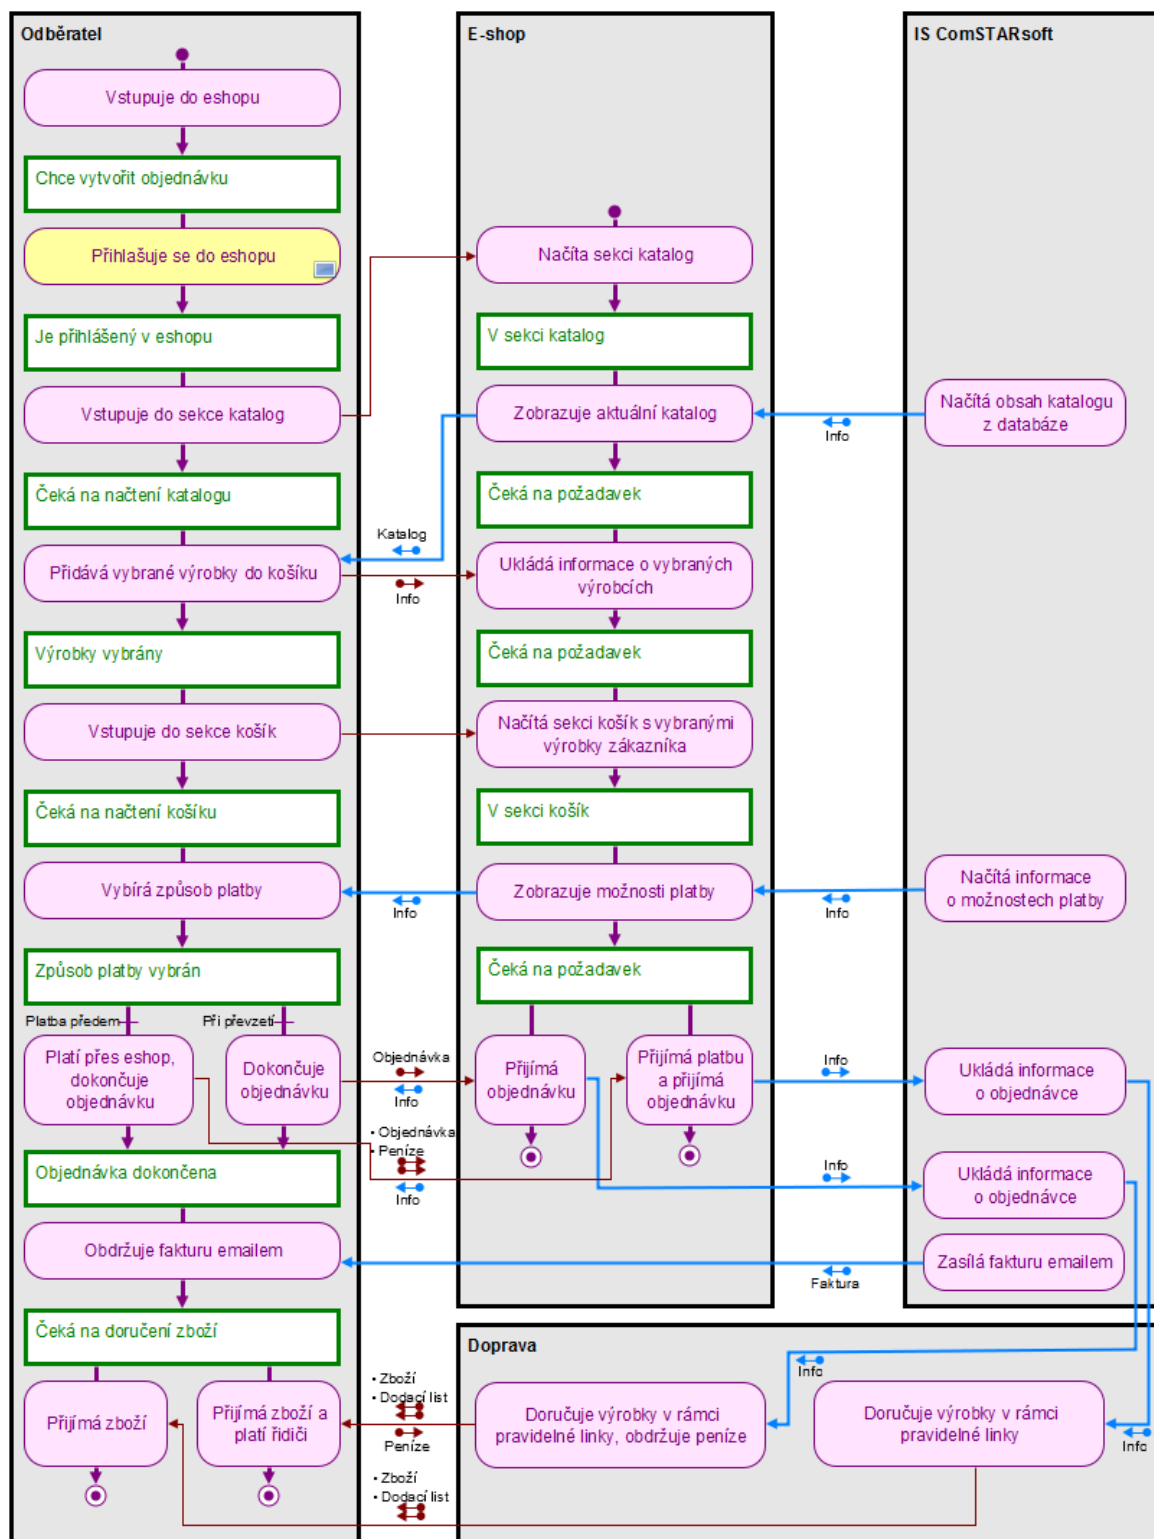 Odběratel
Vstupuje do eshopu
Chce vytvořit objednávku
Přihlašuje se do eshopu
Je přihlášený v eshopu
Vstupuje do sekce katalog
Čeká na načtení katalogu
Přidává vybrané výrobky do košíku
Výrobky vybrány
Vstupuje do sekce košík
Čeká na načtení košíku
Vybírá způsob platby
Způsob platby vybrán
Platba předem
Při převzetí
Platí přes eshop,
dokončuje
objednávku
Dokončuje
objednávku
Objednávka dokončena
Obdržuje fakturu emailem
Čeká na doručení zboží
Přijímá zboží
Přijímá zboží a
platí řidiči
Katalog
Info
Info
Objednávka
Info
• Objednávka
• Peníze
Info
• Zboží
• Dodací list
Peníze
• Zboží
• Dodací list
E-shop
Načíta sekci katalog
V sekci katalog
Zobrazuje aktuální katalog
Čeká na požadavek
Ukládá informace o vybraných
výrobcích
Čeká na požadavek
Načítá sekci košík s vybranými
výrobky zákazníka
V sekci košík
Zobrazuje možnosti platby
Čeká na požadavek
Přijímá
objednávku
Přijímá platbu
a přijímá
objednávku
Info
Info
Info
Info
Faktura
IS ComSTARsoft
Načítá obsah katalogu
z databáze
Načítá informace
o možnostech platby
Ukládá informace
o objednávce
Ukládá informace
o objednávce
Zasílá fakturu emailem
Doprava
Info
Doručuje výrobky v rámci
pravidelné linky, obdržuje peníze
Doručuje výrobky v rámci
pravidelné linky
Info